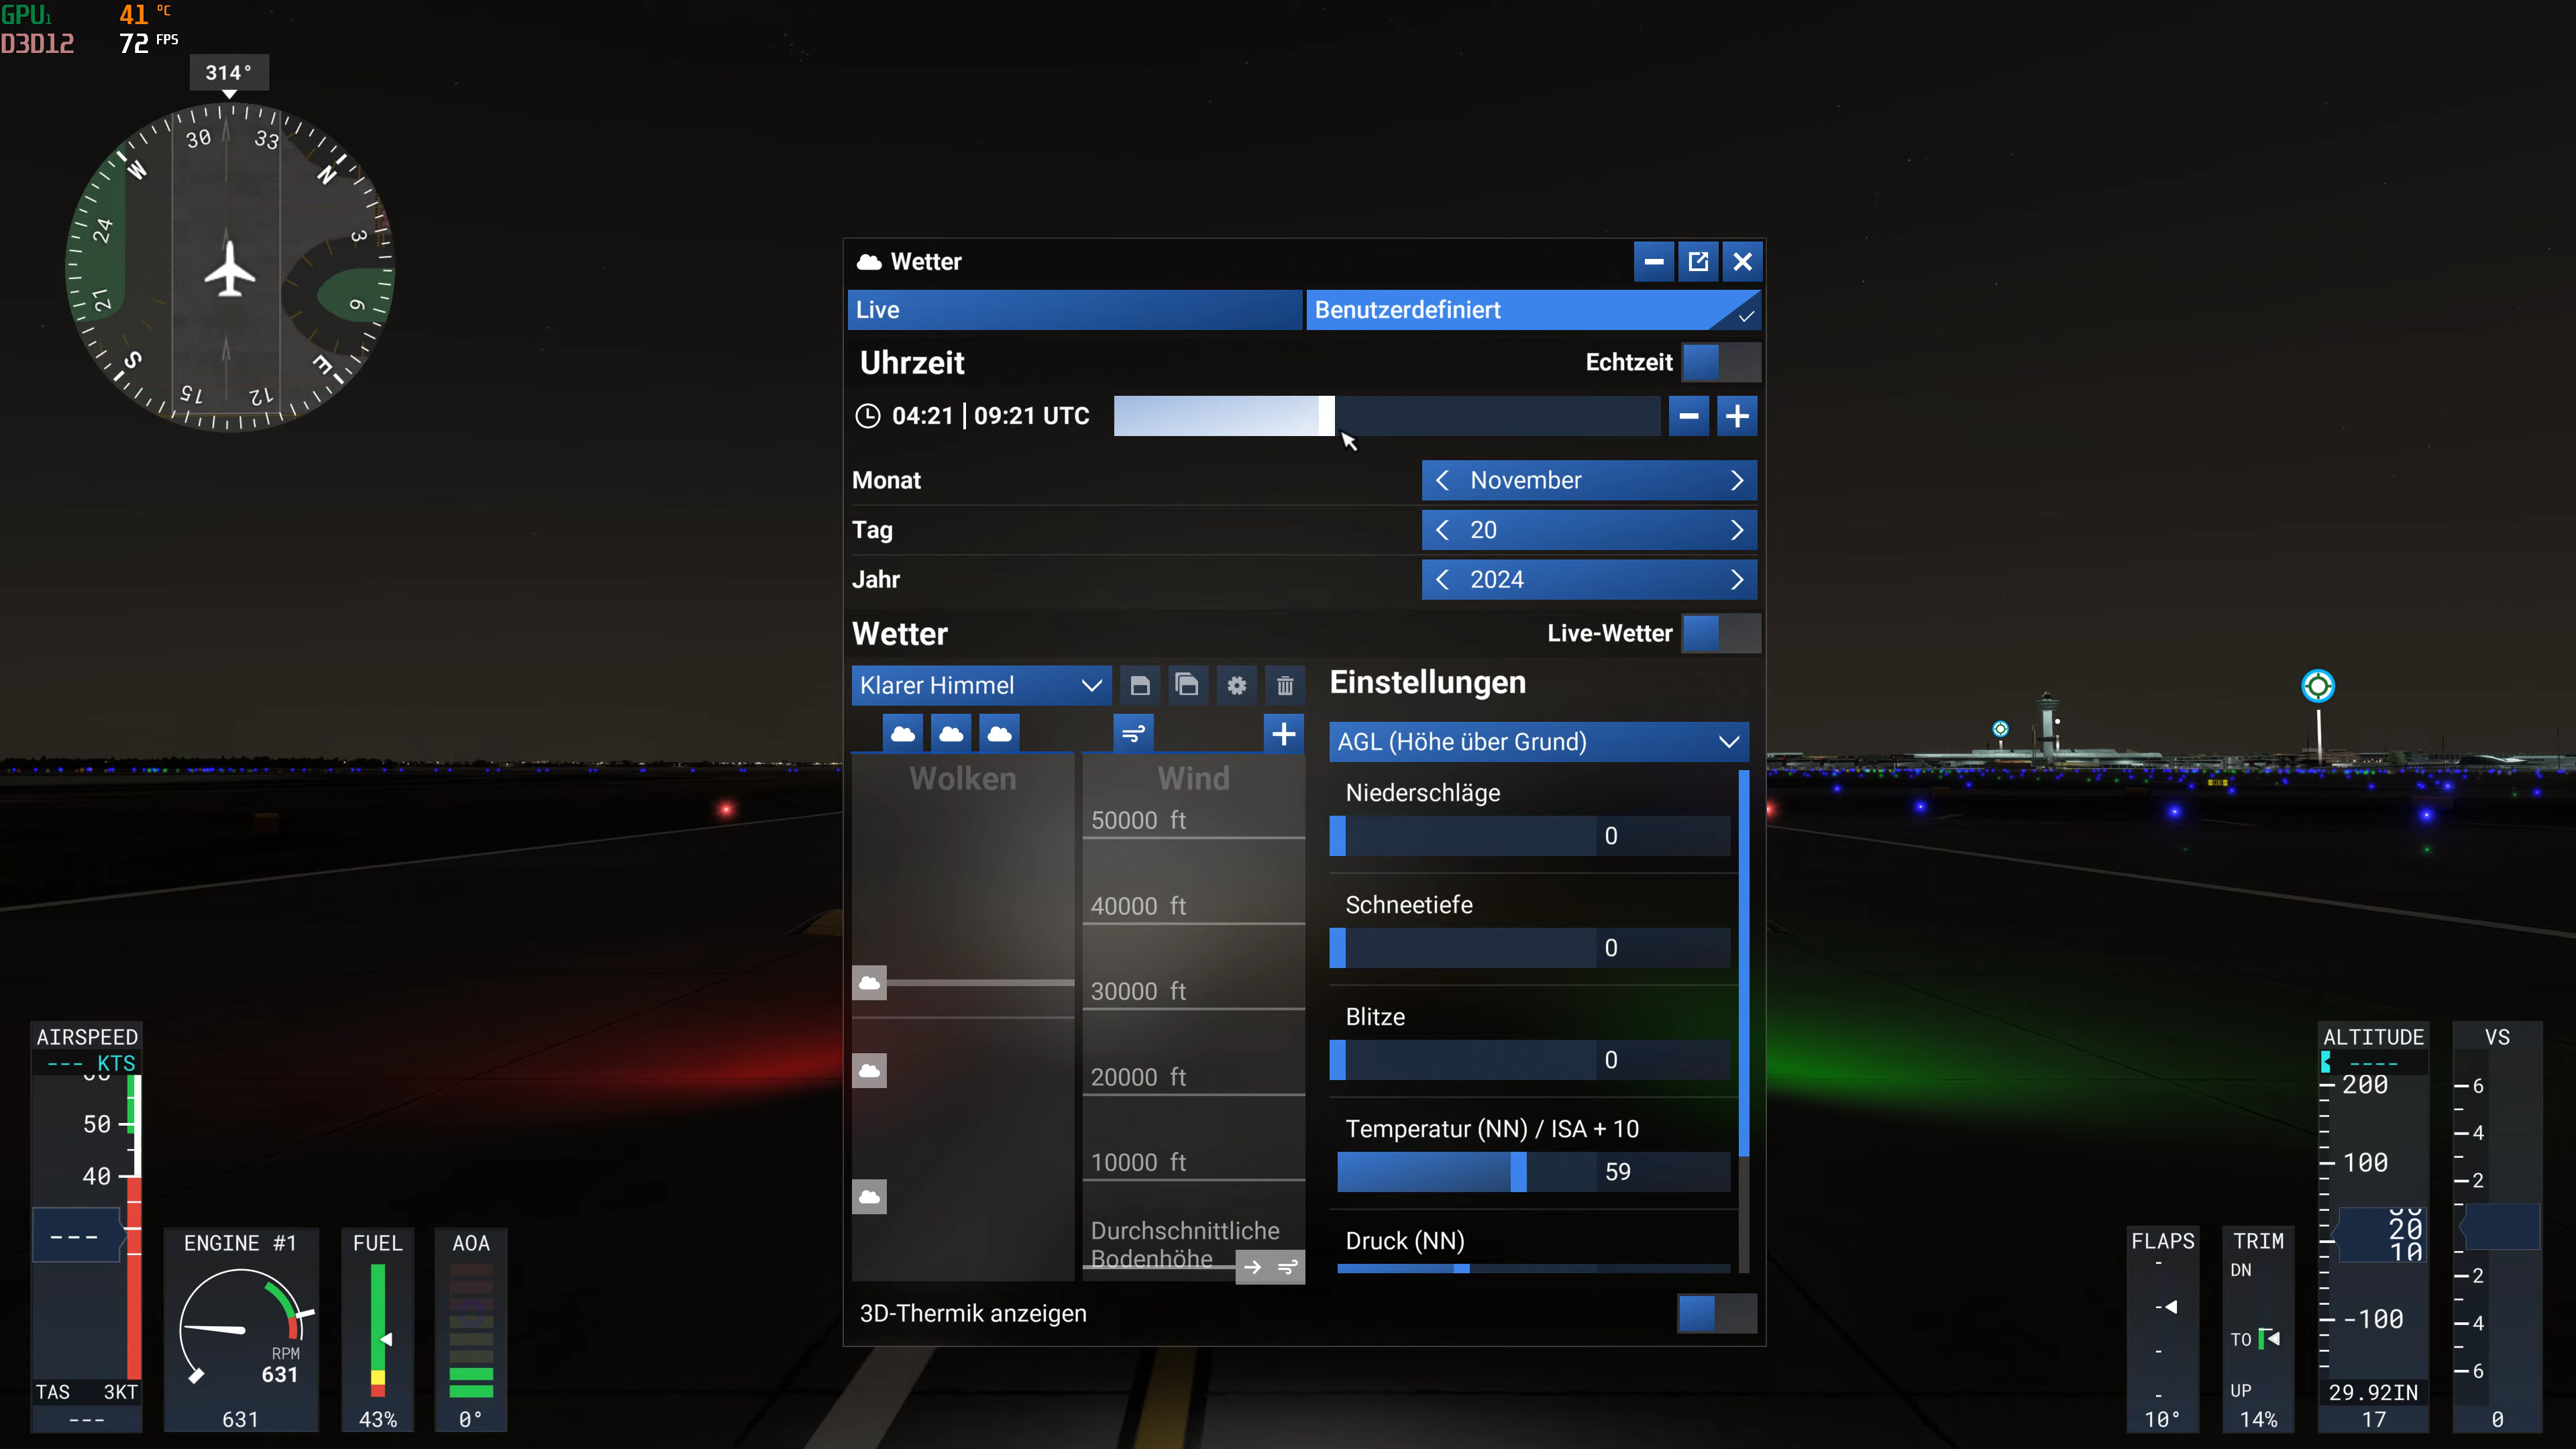 GPU1 41 °C
D3D12 72 FPS
314°
30 33
W N
24 3
21 6
S E
15 12
Wetter
Live Benutzerdefiniert
Uhrzeit Echtzeit
04:21 | 09:21 UTC
Monat November
Tag 20
Jahr 2024
Wetter Live-Wetter
Klarer Himmel
Einstellungen
AGL (Höhe über Grund)
Wolken Wind
50000 ft
40000 ft
30000 ft
20000 ft
10000 ft
Durchschnittliche
Bodenhöhe
Niederschläge
0
Schneetiefe
0
Blitze
0
Temperatur (NN) / ISA + 10
59
Druck (NN)
3D-Thermik anzeigen
AIRSPEED
--- KTS
50
40
---
TAS 3KT
---
ENGINE #1
RPM
631
631
FUEL
43%
AOA
0°
FLAPS
10°
TRIM
DN
TO
UP
14%
ALTITUDE
----
200
100
20
10
-100
29.92IN
17
VS
6
4
2
2
4
6
0